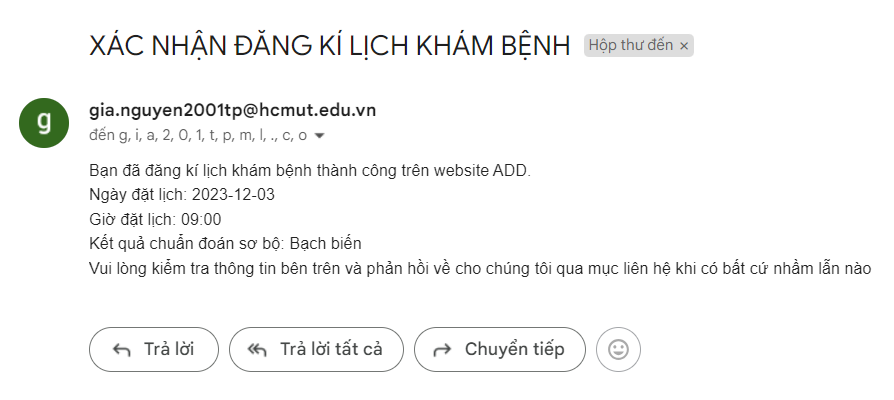 XÁC NHẬN ĐĂNG KÍ LỊCH KHÁM BỆNH Hộp thư đến ×
g gia.nguyen2001tp@hcmut.edu.vn
đến g, i, a, 2, 0, 1, t, p, m, l, ., c, o
Bạn đã đăng kí lịch khám bệnh thành công trên website ADD.
Ngày đặt lịch: 2023-12-03
Giờ đặt lịch: 09:00
Kết quả chuẩn đoán sơ bộ: Bạch biến
Vui lòng kiểm tra thông tin bên trên và phản hồi về cho chúng tôi qua mục liên hệ khi có bất cứ nhầm lẫn nào
Trả lời Trả lời tất cả Chuyển tiếp